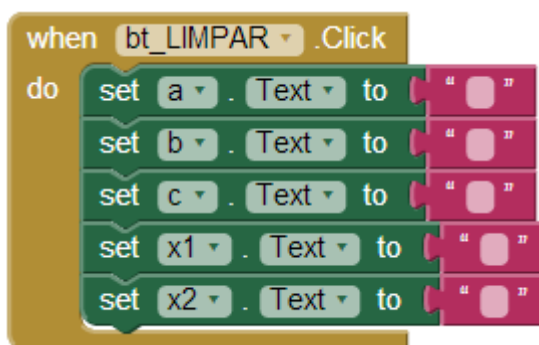 when bt_LIMPAR .Click
do set a . Text to “ ”
set b . Text to “ ”
set c . Text to “ ”
set x1 . Text to “ ”
set x2 . Text to “ ”